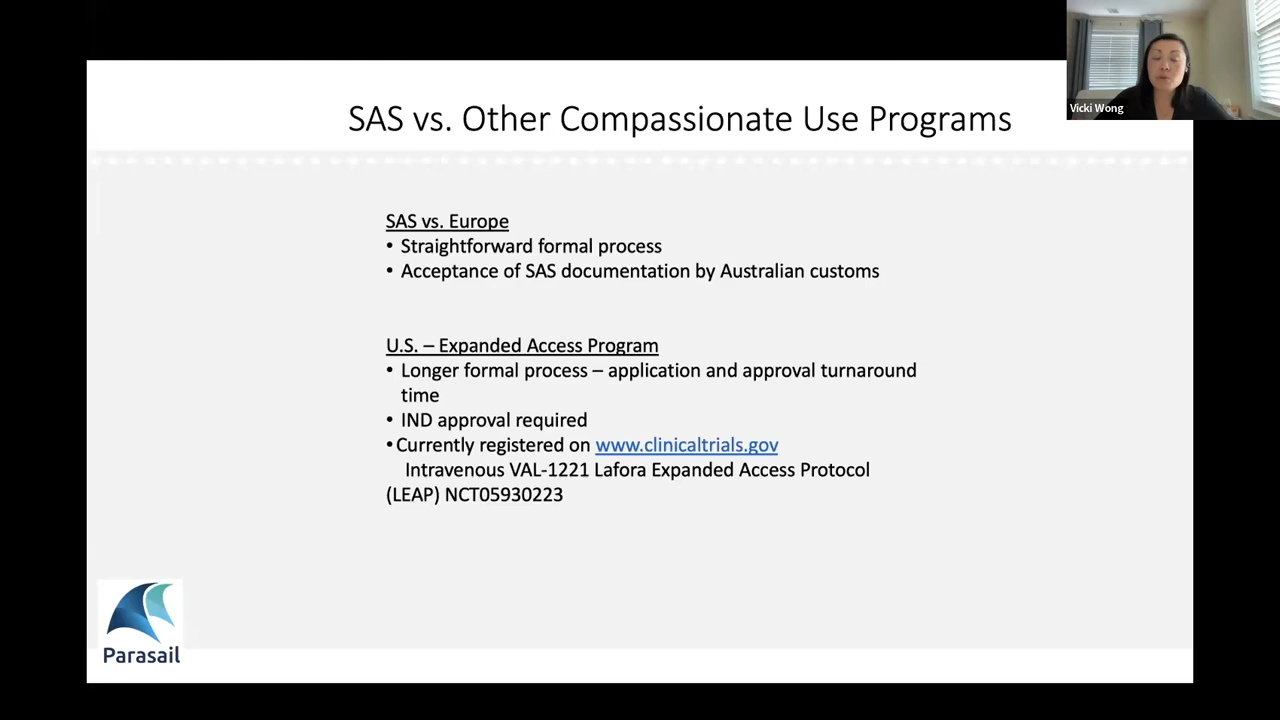 Vicki Wong
SAS vs. Other Compassionate Use Programs
SAS vs. Europe
• Straightforward formal process
• Acceptance of SAS documentation by Australian customs
U.S. – Expanded Access Program
• Longer formal process – application and approval turnaround
time
• IND approval required
• Currently registered on www.clinicaltrials.gov
Intravenous VAL-1221 Lafora Expanded Access Protocol
(LEAP) NCT05930223
Parasail